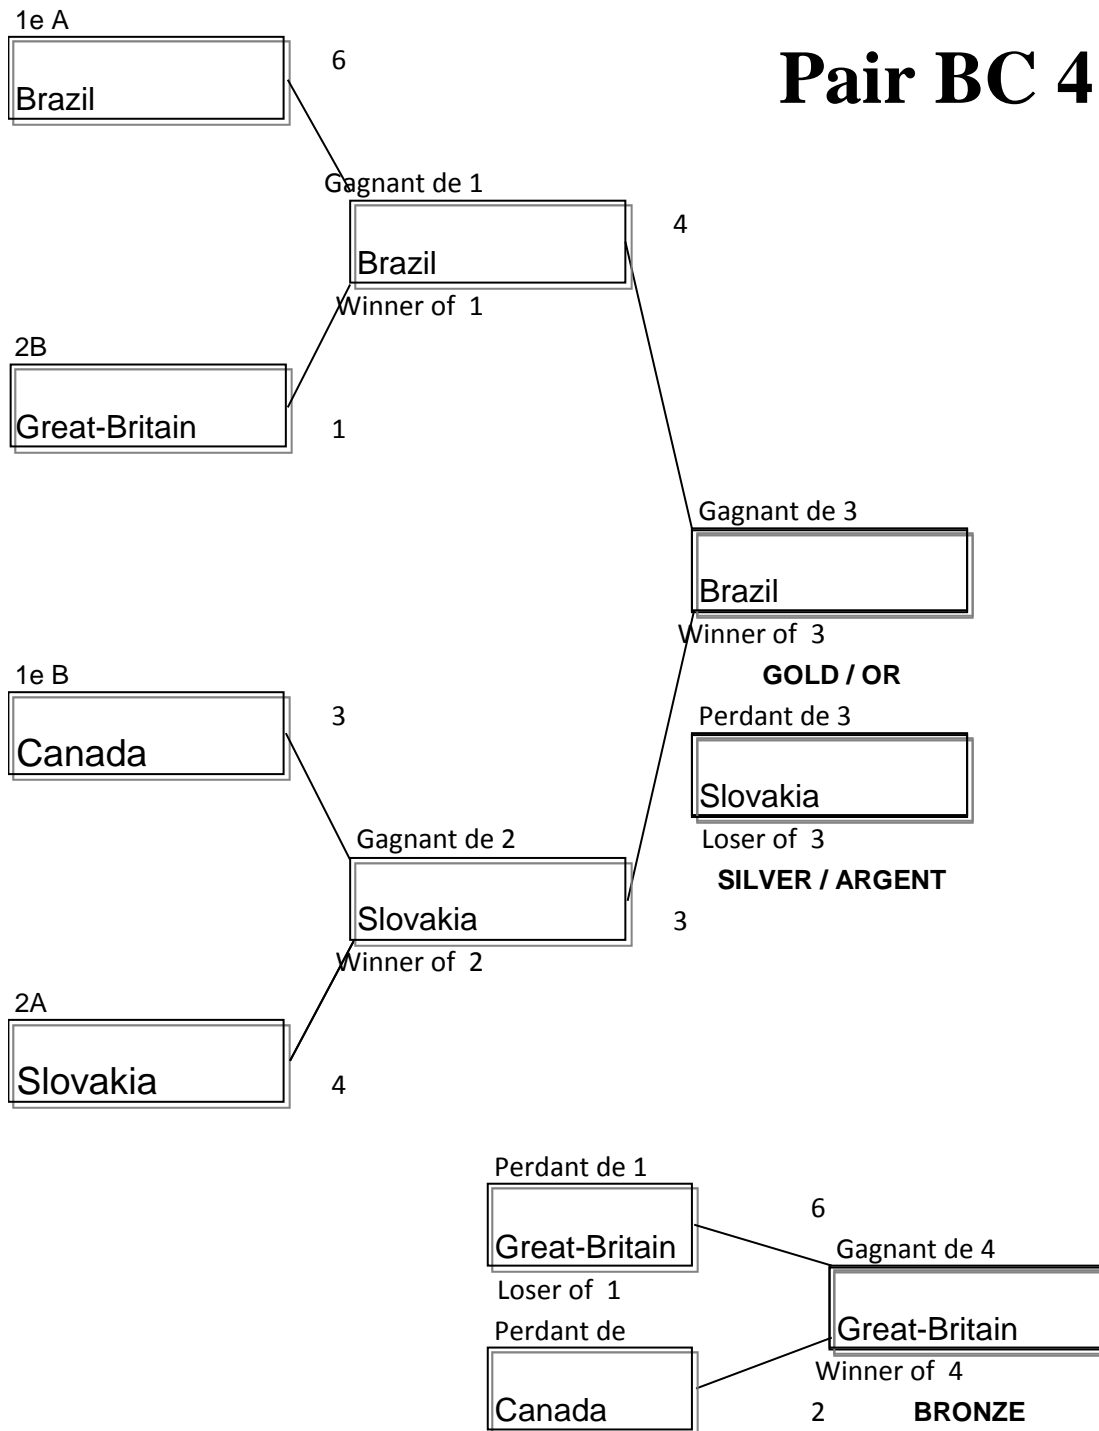 1e A
6
Pair BC 4
Brazil
Gagnant de 1
4
Brazil
Winner of 1
2B
Great-Britain
1
Gagnant de 3
Brazil
Winner of 3
GOLD / OR
1e B
3
Perdant de 3
Canada
Slovakia
Loser of 3
Gagnant de 2
SILVER / ARGENT
Slovakia
3
Winner of 2
2A
Slovakia
4
Perdant de 1
6
Great-Britain
Gagnant de 4
Loser of 1
Perdant de
Great-Britain
Winner of 4
Canada
2
BRONZE